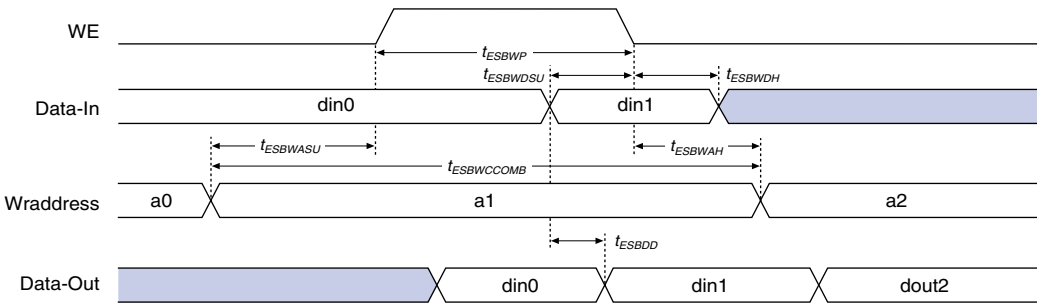 WE
tESBWP
tESBWDSU tESBWDH
Data-In din0 din1
tESBWASU tESBWAH
tESBWCCOMB
Wraddress a0 a1 a2
tESBDD
Data-Out din0 din1 dout2